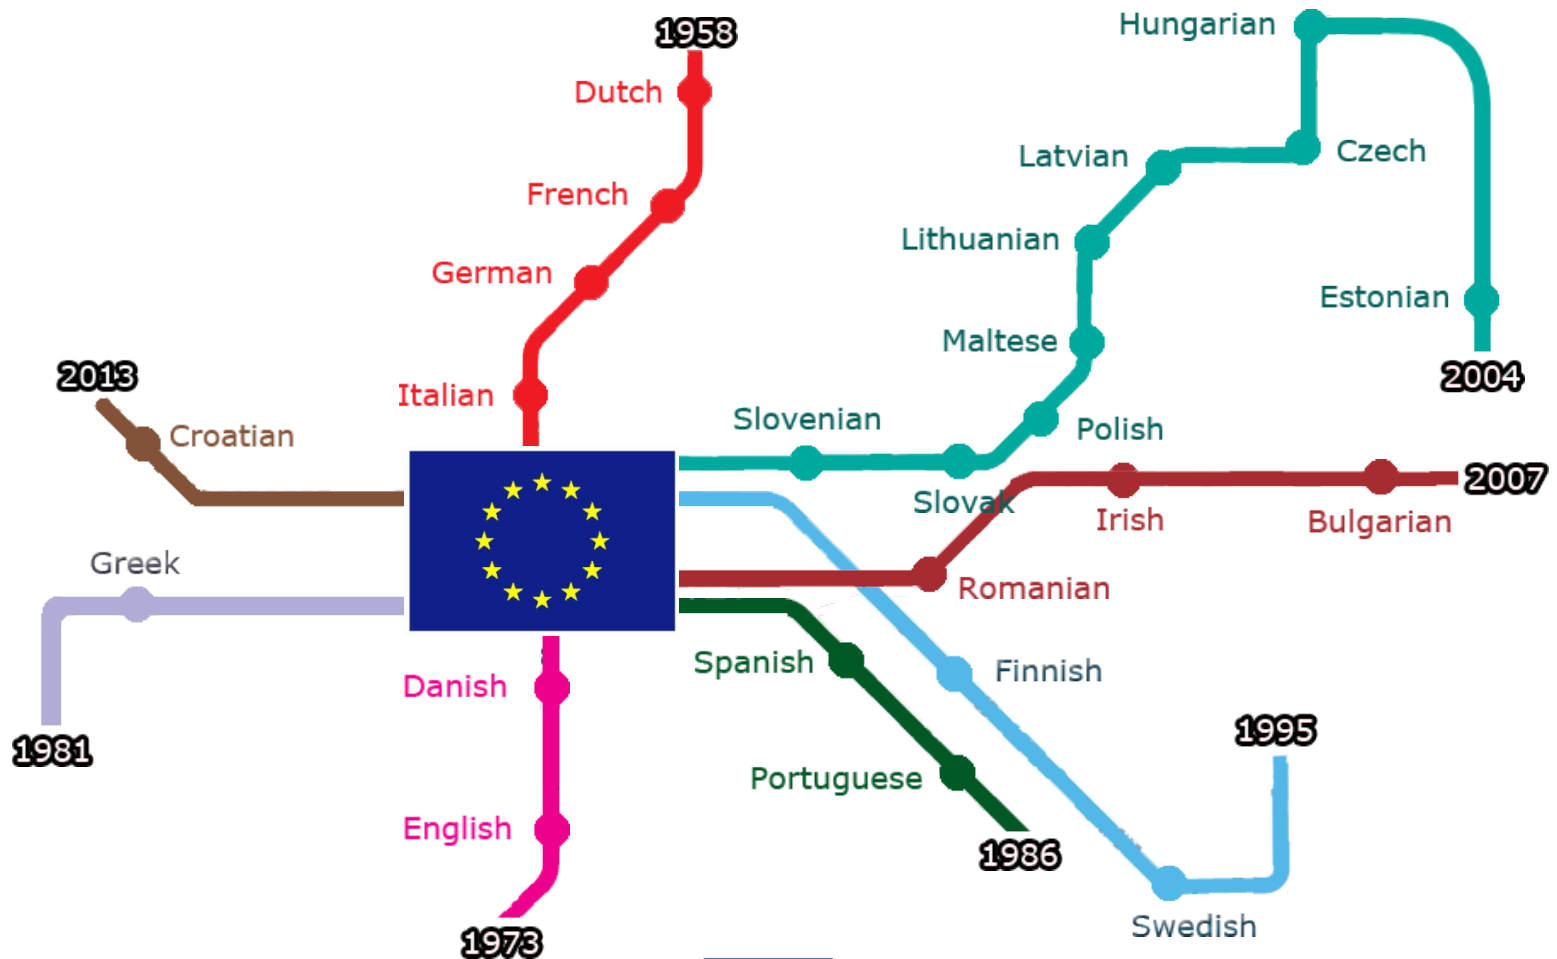 1958
Dutch
French
German
Italian
Hungarian
Czech
Latvian
Lithuanian
Estonian
2004
Maltese
Polish
Slovenian
Slovak
2013
Croatian
2007
Irish
Bulgarian
Romanian
Greek
1981
Spanish
Portuguese
1986
Finnish
Swedish
1995
Danish
English
1973